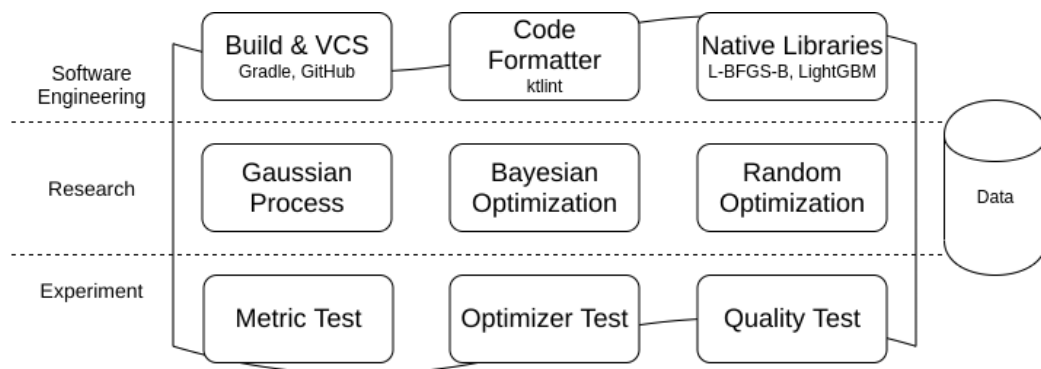 Software
Engineering
Build & VCS
Gradle, GitHub
Code
Formatter
ktlint
Native Libraries
L-BFGS-B, LightGBM
Research
Gaussian
Process
Bayesian
Optimization
Random
Optimization
Data
Experiment
Metric Test
Optimizer Test
Quality Test